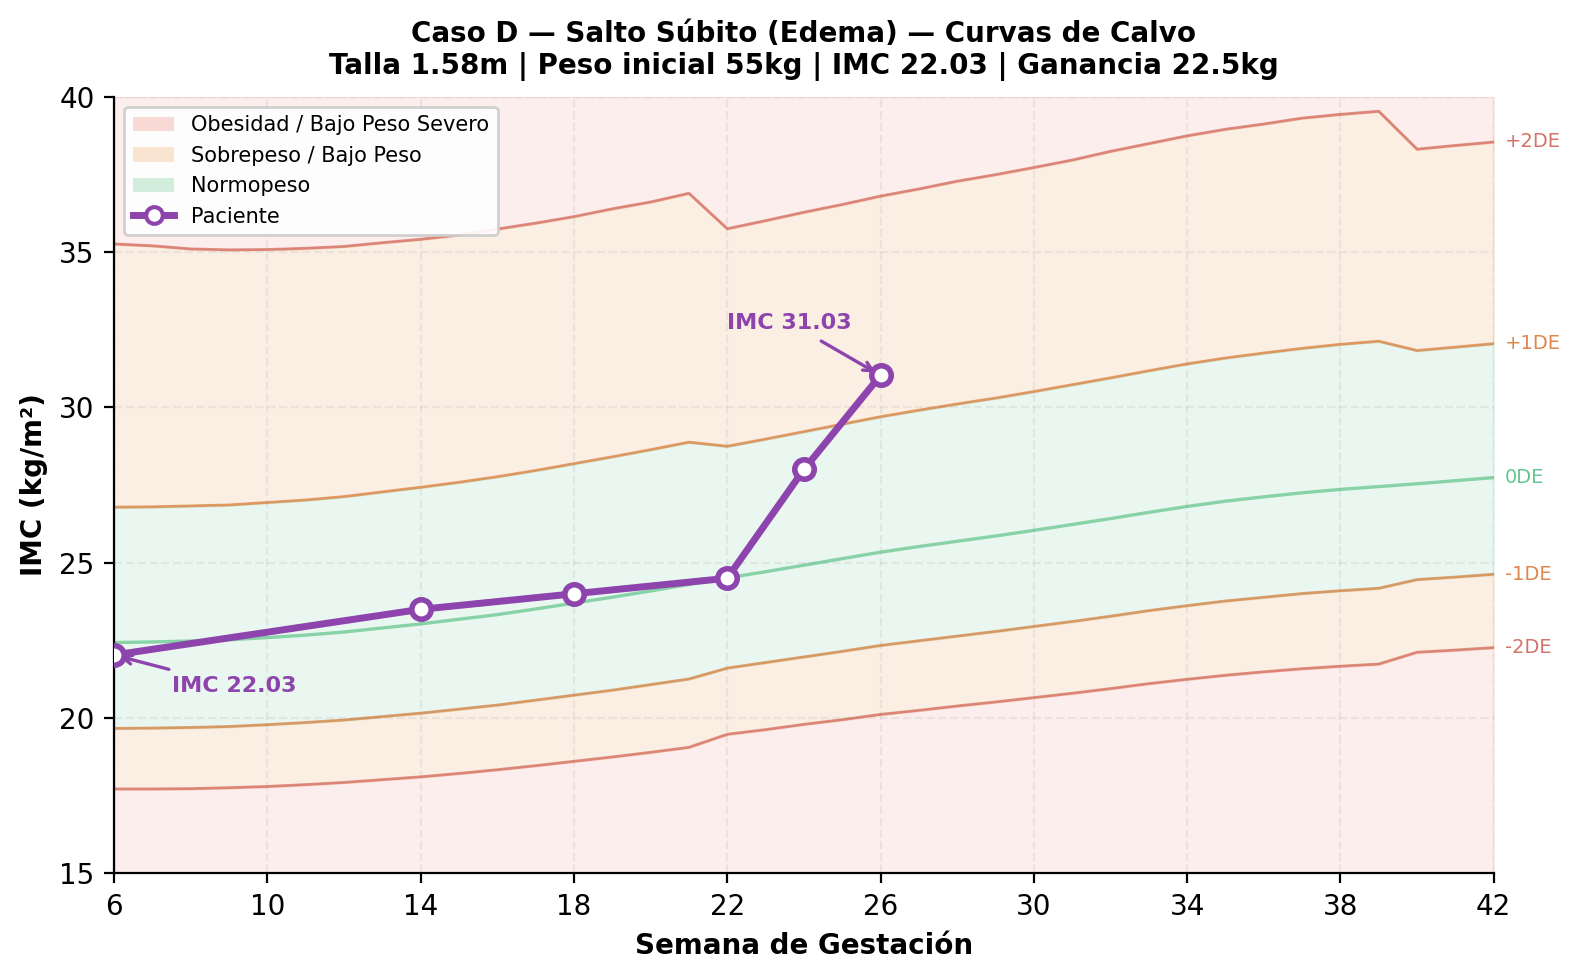 Caso D — Salto Súbito (Edema) — Curvas de Calvo
Talla 1.58m | Peso inicial 55kg | IMC 22.03 | Ganancia 22.5kg
Obesidad / Bajo Peso Severo
Sobrepeso / Bajo Peso
Normopeso
Paciente
IMC (kg/m²)
40
35
30
25
20
15
IMC 31.03
IMC 22.03
+2DE
+1DE
0DE
-1DE
-2DE
6 10 14 18 22 26 30 34 38 42
Semana de Gestación